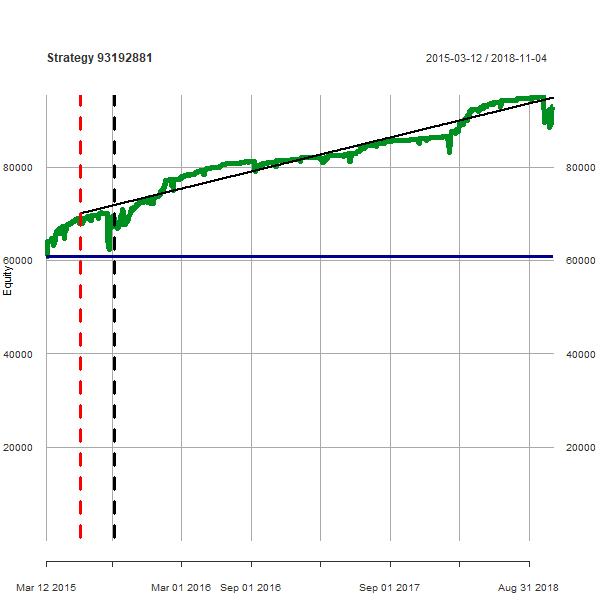 Strategy 93192881
2015-03-12 / 2018-11-04
80000
80000
60000
60000
Equity
40000
40000
20000
20000
Mar 12 2015
Mar 01 2016
Sep 01 2016
Sep 01 2017
Aug 31 2018